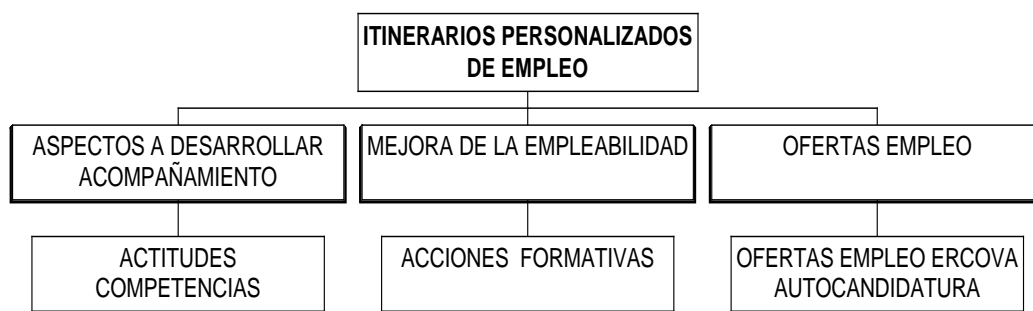 ITINERARIOS PERSONALIZADOS
DE EMPLEO
ASPECTOS A DESARROLLAR
ACOMPAÑAMIENTO
MEJORA DE LA EMPLEABILIDAD
OFERTAS EMPLEO
ACTITUDES
COMPETENCIAS
ACCIONES FORMATIVAS
OFERTAS EMPLEO ERCOVA
AUTOCANDIDATURA